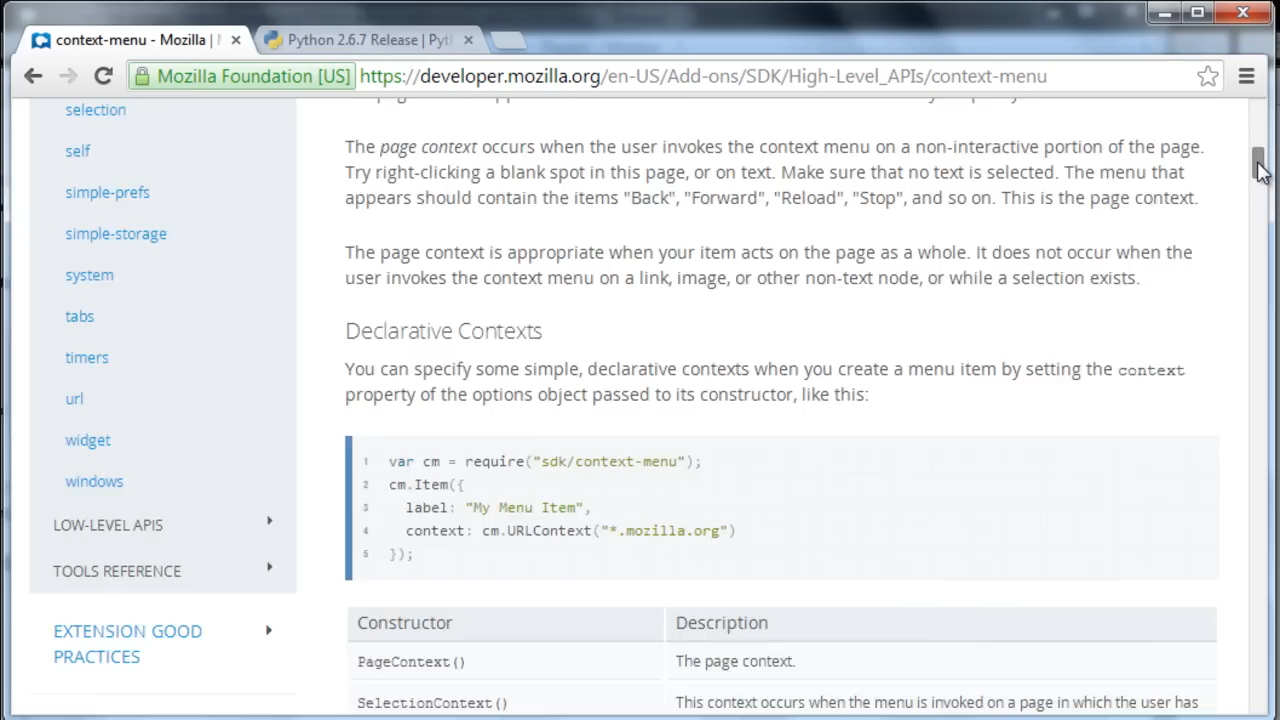 context-menu - Mozilla |
Python 2.6.7 Release | Pyt
Mozilla Foundation [US] https://developer.mozilla.org/en-US/Add-ons/SDK/High-Level_APIs/context-menu
selection
self
simple-prefs
simple-storage
system
tabs
timers
url
widget
windows
LOW-LEVEL APIS
TOOLS REFERENCE
EXTENSION GOOD
PRACTICES
The page context occurs when the user invokes the context menu on a non-interactive portion of the page.
Try right-clicking a blank spot in this page, or on text. Make sure that no text is selected. The menu that
appears should contain the items "Back", "Forward", "Reload", "Stop", and so on. This is the page context.
The page context is appropriate when your item acts on the page as a whole. It does not occur when the
user invokes the context menu on a link, image, or other non-text node, or while a selection exists.
Declarative Contexts
You can specify some simple, declarative contexts when you create a menu item by setting the context
property of the options object passed to its constructor, like this:
1 var cm = require("sdk/context-menu");
2 cm.Item({
3 label: "My Menu Item",
4 context: cm.URLContext("*.mozilla.org")
5 });
Constructor Description
PageContext() The page context.
SelectionContext() This context occurs when the menu is invoked on a page in which the user has